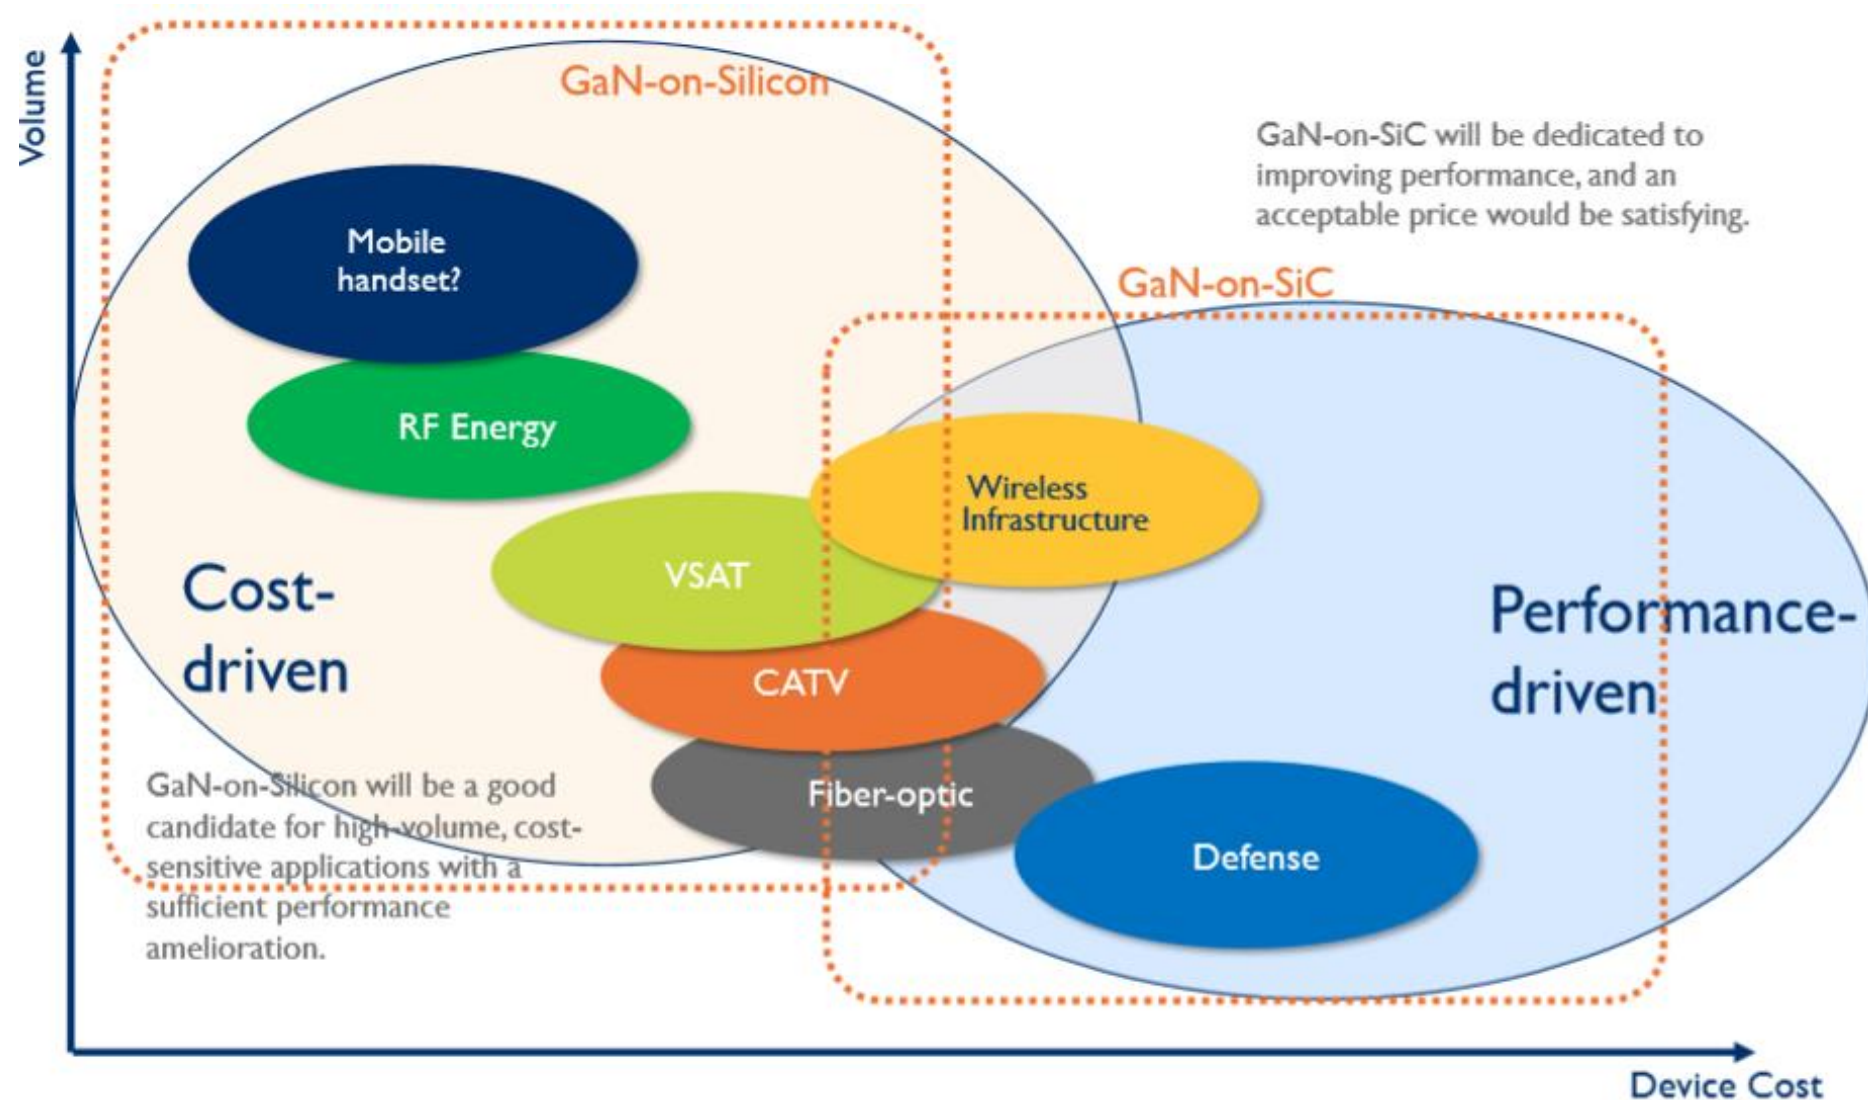 Volume
GaN-on-Silicon
GaN-on-SiC will be dedicated to
improving performance, and an
acceptable price would be satisfying.
Mobile
handset?
GaN-on-SiC
RF Energy
Wireless
Infrastructure
VSAT
Cost-
driven
Performance-
driven
CATV
GaN-on-Silicon will be a good
candidate for high-volume, cost-
sensitive applications with a
sufficient performance
amelioration.
Fiber-optic
Defense
Device Cost